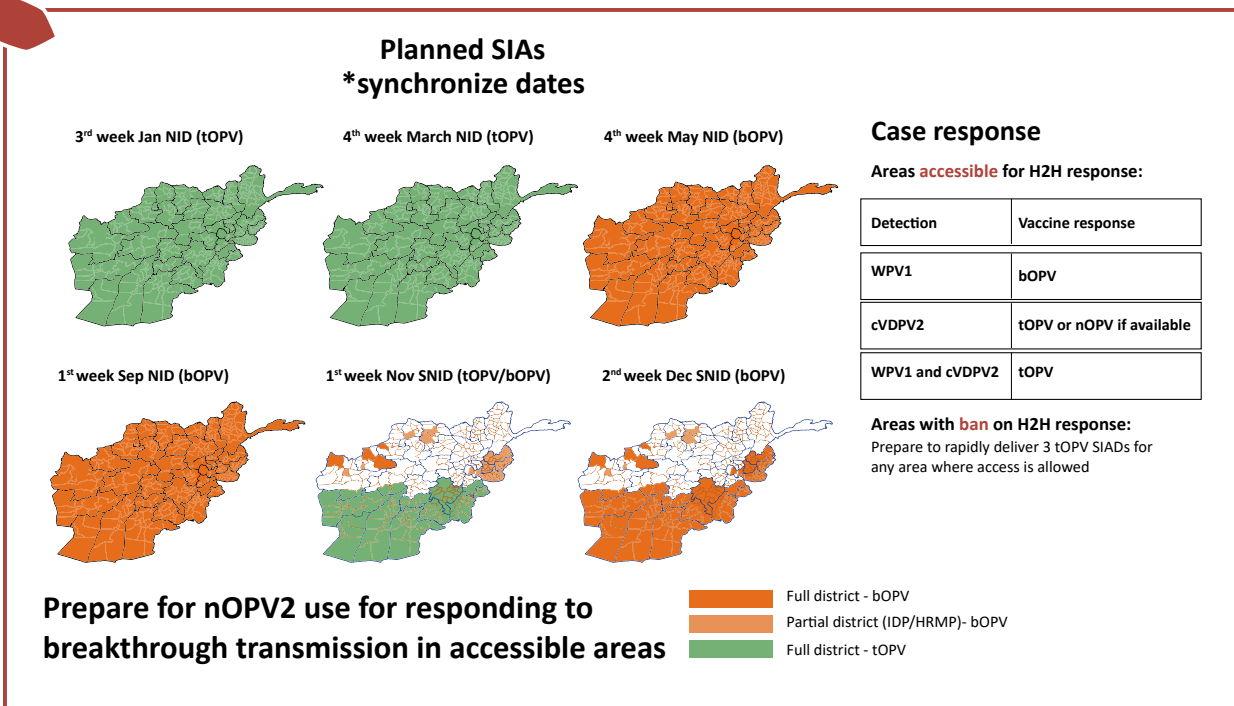 Planned SIAs
*synchronize dates
3rd week Jan NID (tOPV)
4th week March NID (tOPV)
4th week May NID (bOPV)
1st week Sep NID (bOPV)
1st week Nov SNID (tOPV/bOPV)
2nd week Dec SNID (bOPV)
Case response
Areas accessible for H2H response:
Detection
Vaccine response
WPV1
bOPV
cVDPV2
tOPV or nOPV if available
WPV1 and cVDPV2
tOPV
Areas with ban on H2H response:
Prepare to rapidly deliver 3 tOPV SIADs for
any area where access is allowed
Prepare for nOPV2 use for responding to
breakthrough transmission in accessible areas
Full district - bOPV
Partial district (IDP/HRMP)- bOPV
Full district - tOPV